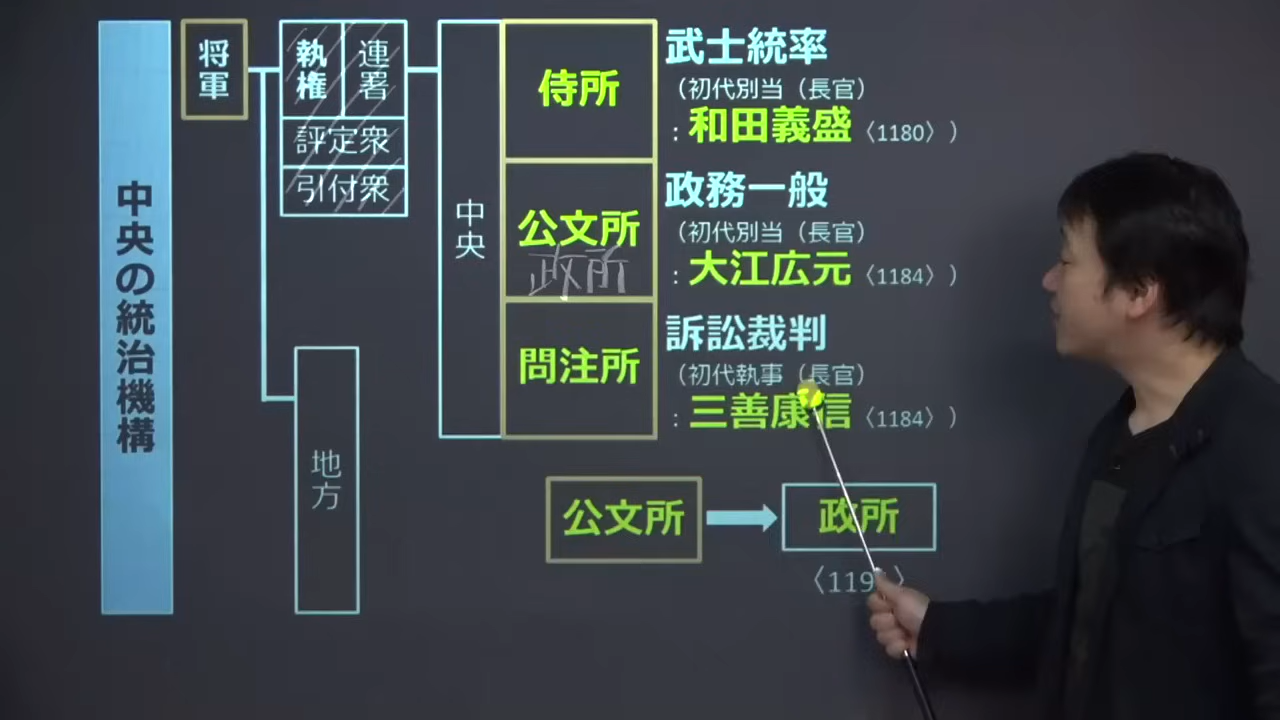 中央の統治機構
将軍
執権
連署
評定衆
引付衆
地方
中央
侍所
武士統率
(初代別当(長官)
:和田義盛〈1180〉)
公文所
政所
政務一般
(初代別当(長官)
:大江広元〈1184〉)
問注所
訴訟裁判
(初代執事(長官)
:三善康信〈1184〉)
公文所
政所
〈119